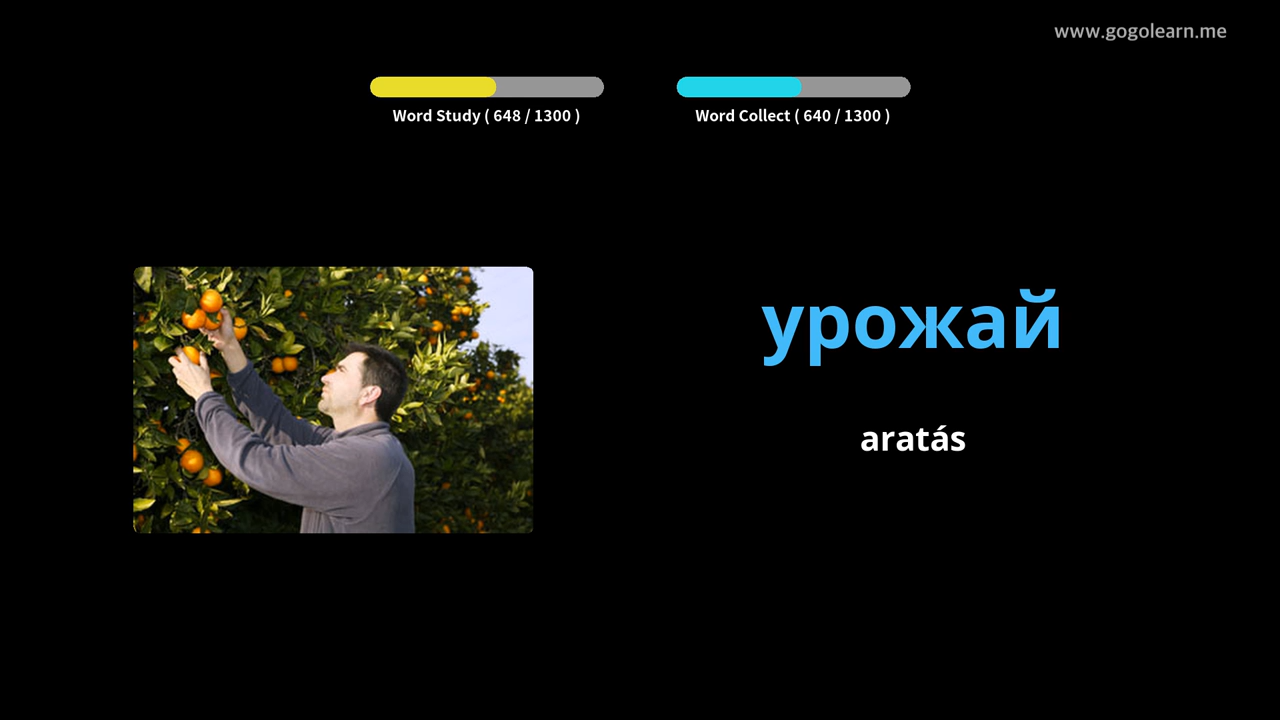 www.gogolearn.me
Word Study ( 648 / 1300 )
Word Collect ( 640 / 1300 )
урожай
aratás